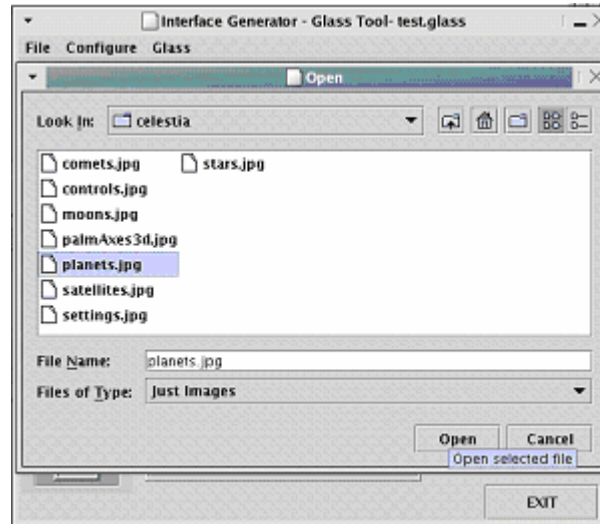 Interface Generator - Glass Tool- test.glass
File Configure Glass
Open
Look In: celestia
comets.jpg stars.jpg
controls.jpg
moons.jpg
palmAxes3d.jpg
planets.jpg
satellites.jpg
settings.jpg
File Name: planets.jpg
Files of Type: Just Images
Open Cancel
Open selected file
EXIT